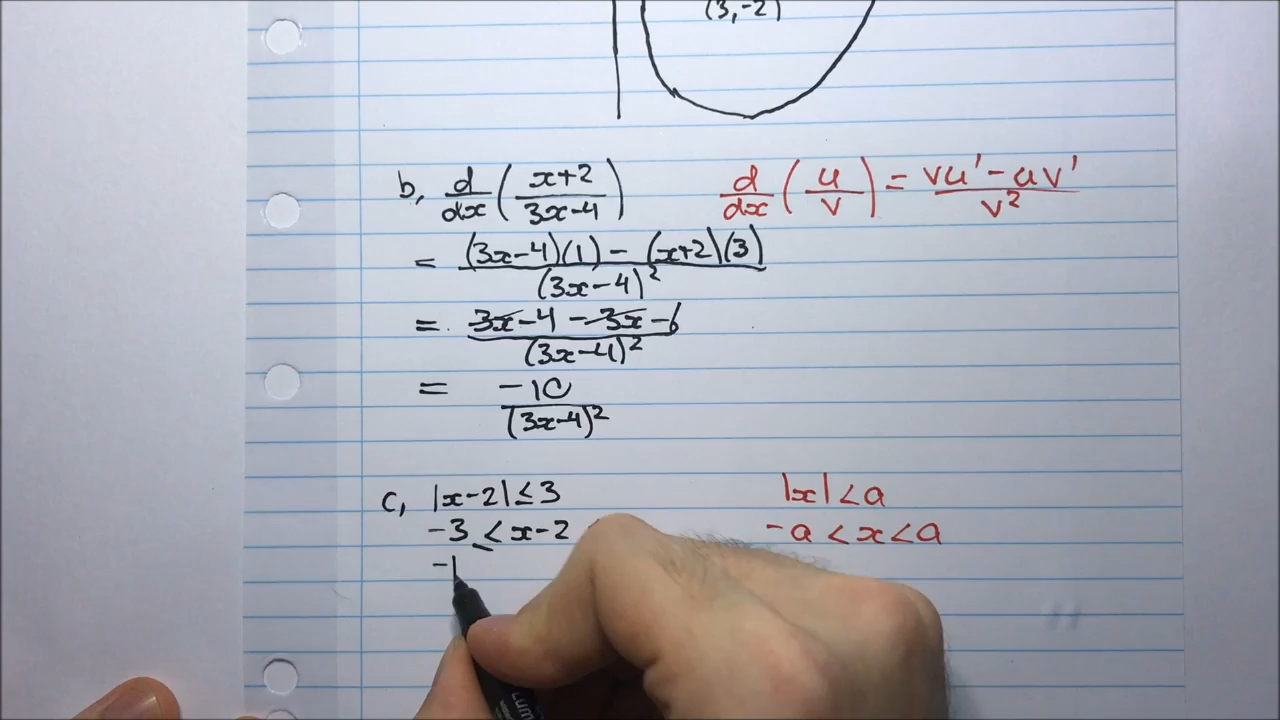 (3,-2)
b, d/dx ( x+2 / 3x-4 )
d/dx ( u / v ) = vu' - uv' / v²
= (3x-4)(1) - (x+2)(3) / (3x-4)²
= 3x-4 -3x -6 / (3x-4)²
= -10 / (3x-4)²
c, |x-2| ≤ 3
|x| < a
-3 ≤ x-2
-a < x < a
-1
LUM